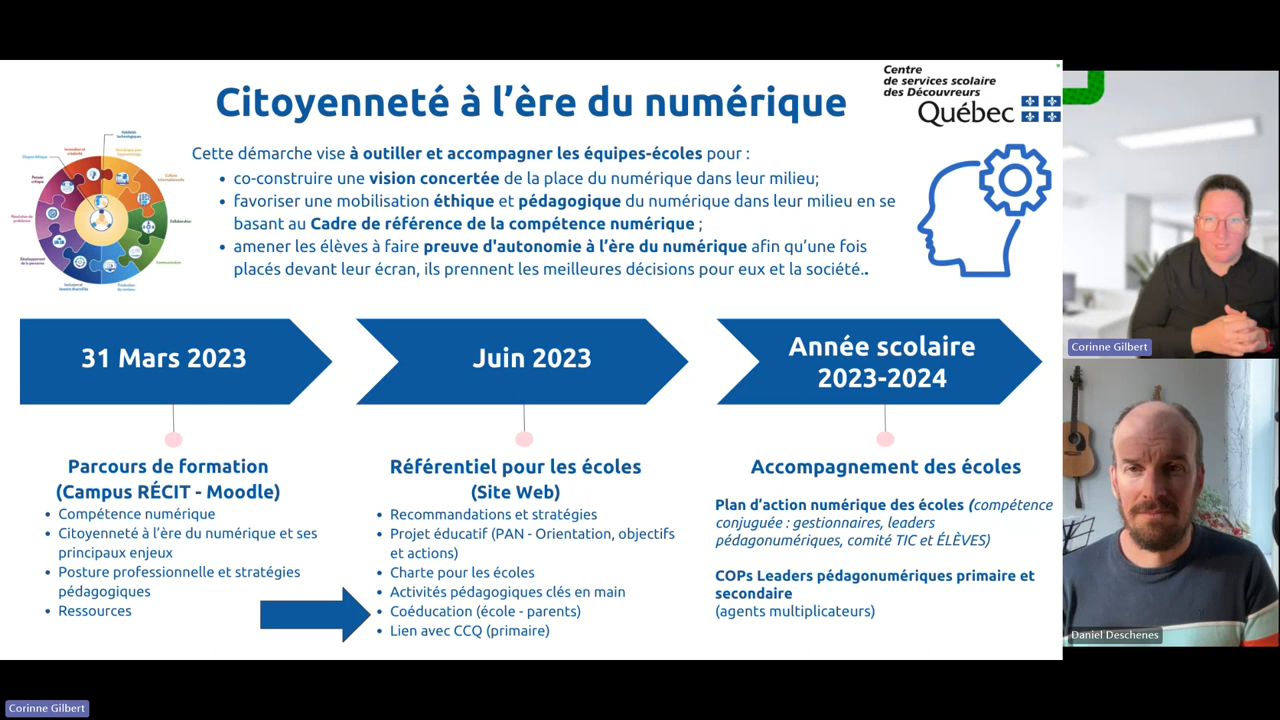 Centre
de services scolaire
des Découvreurs
Québec
Citoyenneté à l'ère du numérique
Cette démarche vise à outiller et accompagner les équipes-écoles pour :
• co-construire une vision concertée de la place du numérique dans leur milieu;
• favoriser une mobilisation éthique et pédagogique du numérique dans leur milieu en se
basant au Cadre de référence de la compétence numérique ;
• amener les élèves à faire preuve d'autonomie à l'ère du numérique afin qu'une fois
placés devant leur écran, ils prennent les meilleures décisions pour eux et la société..
31 Mars 2023
Juin 2023
Année scolaire
2023-2024
Parcours de formation
(Campus RÉCIT - Moodle)
• Compétence numérique
• Citoyenneté à l'ère du numérique et ses
principaux enjeux
• Posture professionnelle et stratégies
pédagogiques
• Ressources
Référentiel pour les écoles
(Site Web)
• Recommandations et stratégies
• Projet éducatif (PAN - Orientation, objectifs
et actions)
• Charte pour les écoles
• Activités pédagogiques clés en main
• Coéducation (école - parents)
• Lien avec CCQ (primaire)
Accompagnement des écoles
Plan d'action numérique des écoles (compétence
conjuguée : gestionnaires, leaders
pédagonumériques, comité TIC et ÉLÈVES)
COPs Leaders pédagonumériques primaire et
secondaire
(agents multiplicateurs)
Corinne Gilbert
Daniel Deschenes
Corinne Gilbert